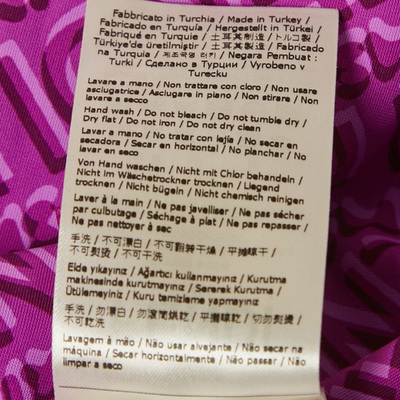 Fabbricato in Turchia / Made in Turkey /
Fabricado en Turquía / Hergestellt in Türkei /
Fabriqué en Turquie / 土耳其制造 / トルコ製 /
Türkiye'de üretilmiştir / 土耳其製造 / Fabricado
na Turquia / 제조국명 터키 / Negara Pembuat :
Turki / Сделано в Турции / Vyrobeno v
Turecku
Lavare a mano / Non trattare con cloro / Non usare
asciugatrice / Asciugare in piano / Non stirare / Non
lavare a secco
Hand wash / Do not bleach / Do not tumble dry /
Dry flat / Do not iron / Do not dry clean
Lavar a mano / No tratar con lejía / No secar en
secadora / Secar en horizontal / No planchar / No
lavar en seco
Von Hand waschen / Nicht mit Chlor behandeln /
Nicht im Wäschetrockner trocknen / Liegend
trocknen / Nicht bügeln / Nicht chemisch reinigen
Laver à la main / Ne pas javelliser / Ne pas sécher
par culbutage / Séchage à plat / Ne pas repasser /
Ne pas nettoyer à sec
手洗 / 不可漂白 / 不可翻转干燥 / 平摊晾干 /
不可熨烫 / 不可干洗
Elde yıkayınız / Ağartıcı kullanmayınız / Kurutma
makinesinde kurutmayınız / Sererek Kurutma /
Ütülemeyiniz / Kuru temizleme yapmayınız
手洗 / 勿漂白 / 勿滾筒烘乾 / 平攤晾乾 / 切勿熨燙 /
不可乾洗
Lavagem à mão / Não usar alvejante / Não secar na
máquina / Secar horizontalmente / Não passar / Não
limpar a seco